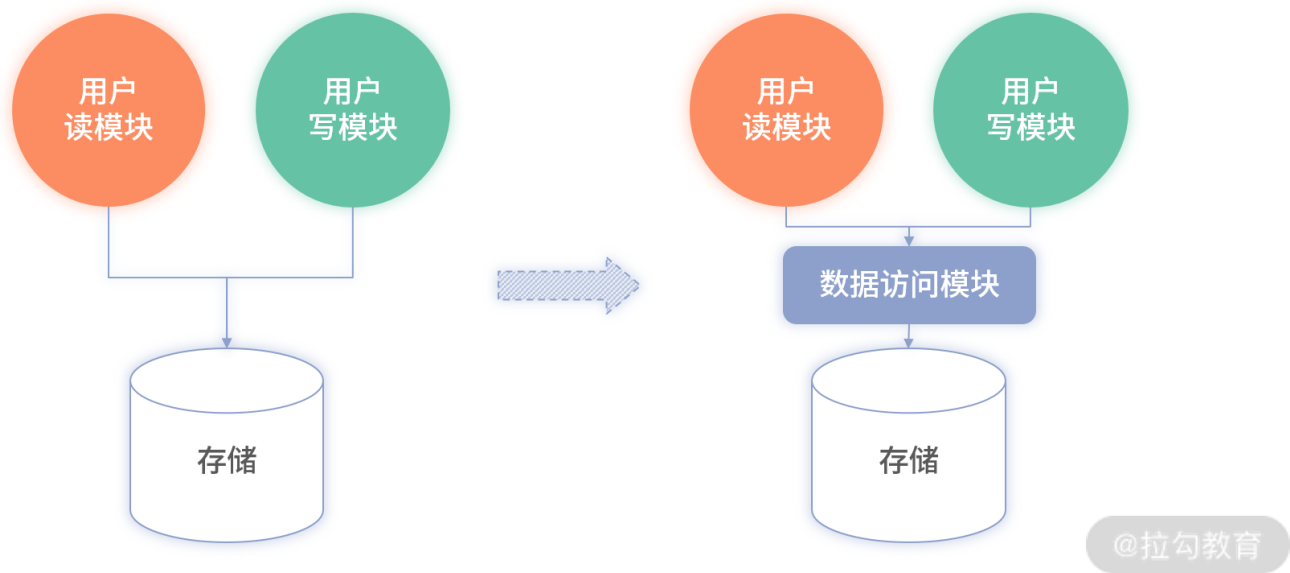 用户
读模块
用户
写模块
存储
用户
读模块
用户
写模块
数据访问模块
存储
@拉勾教育